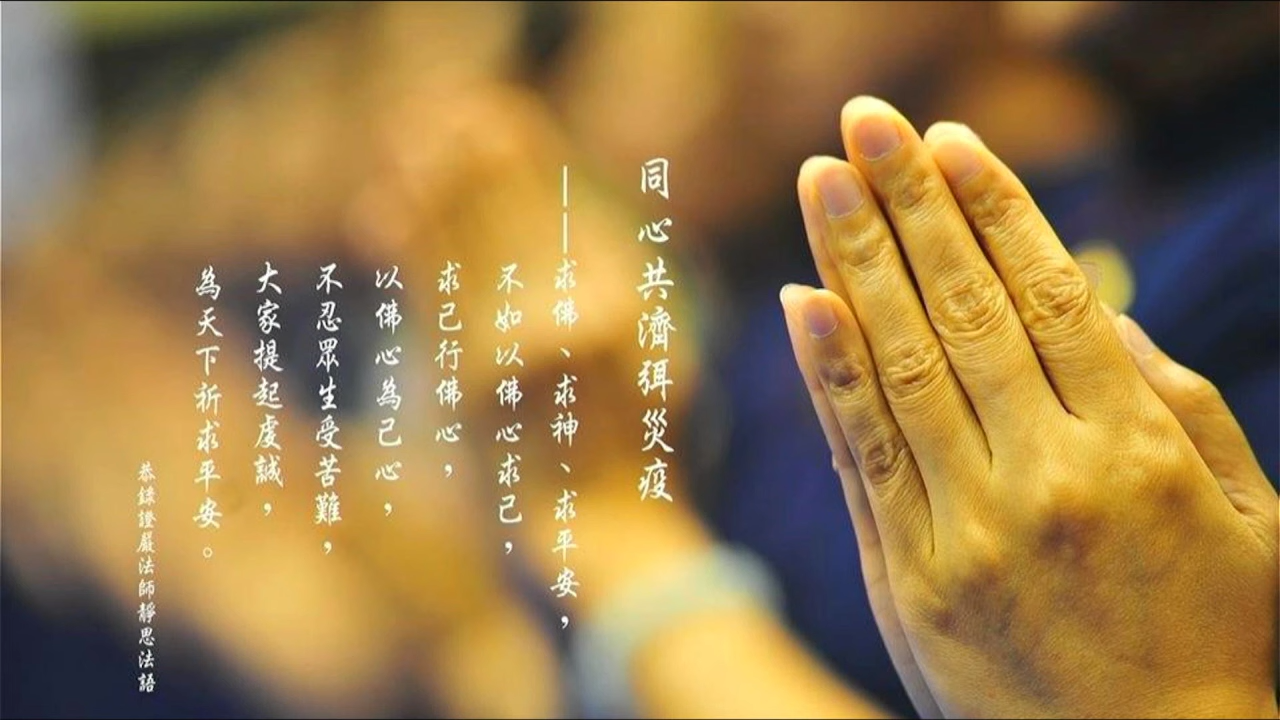 同心共濟弭災疫
——求佛、求神、求平安，
不如以佛心求己，
求己行佛心，
以佛心為己心，
不忍眾生受苦難，
大家提起虔誠，
為天下祈求平安。
恭錄證嚴法師靜思法語